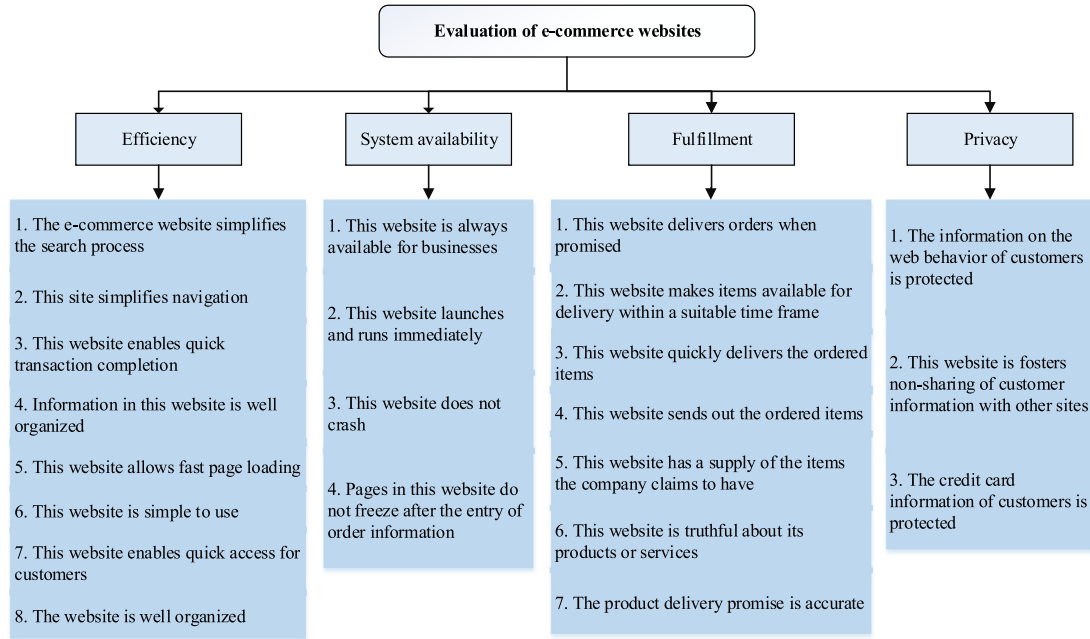 Evaluation of e-commerce websites
Efficiency
System availability
Fulfillment
Privacy
1. The e-commerce website simplifies
the search process
2. This site simplifies navigation
3. This website enables quick
transaction completion
4. Information in this website is well
organized
5. This website allows fast page loading
6. This website is simple to use
7. This website enables quick access for
customers
8. The website is well organized
1. This website is always
available for businesses
2. This website launches
and runs immediately
3. This website does not
crash
4. Pages in this website do
not freeze after the entry of
order information
1. This website delivers orders when
promised
2. This website makes items available for
delivery within a suitable time frame
3. This website quickly delivers the ordered
items
4. This website sends out the ordered items
5. This website has a supply of the items
the company claims to have
6. This website is truthful about its
products or services
7. The product delivery promise is accurate
1. The information on the
web behavior of customers
is protected
2. This website is fosters
non-sharing of customer
information with other sites
3. The credit card
information of customers is
protected